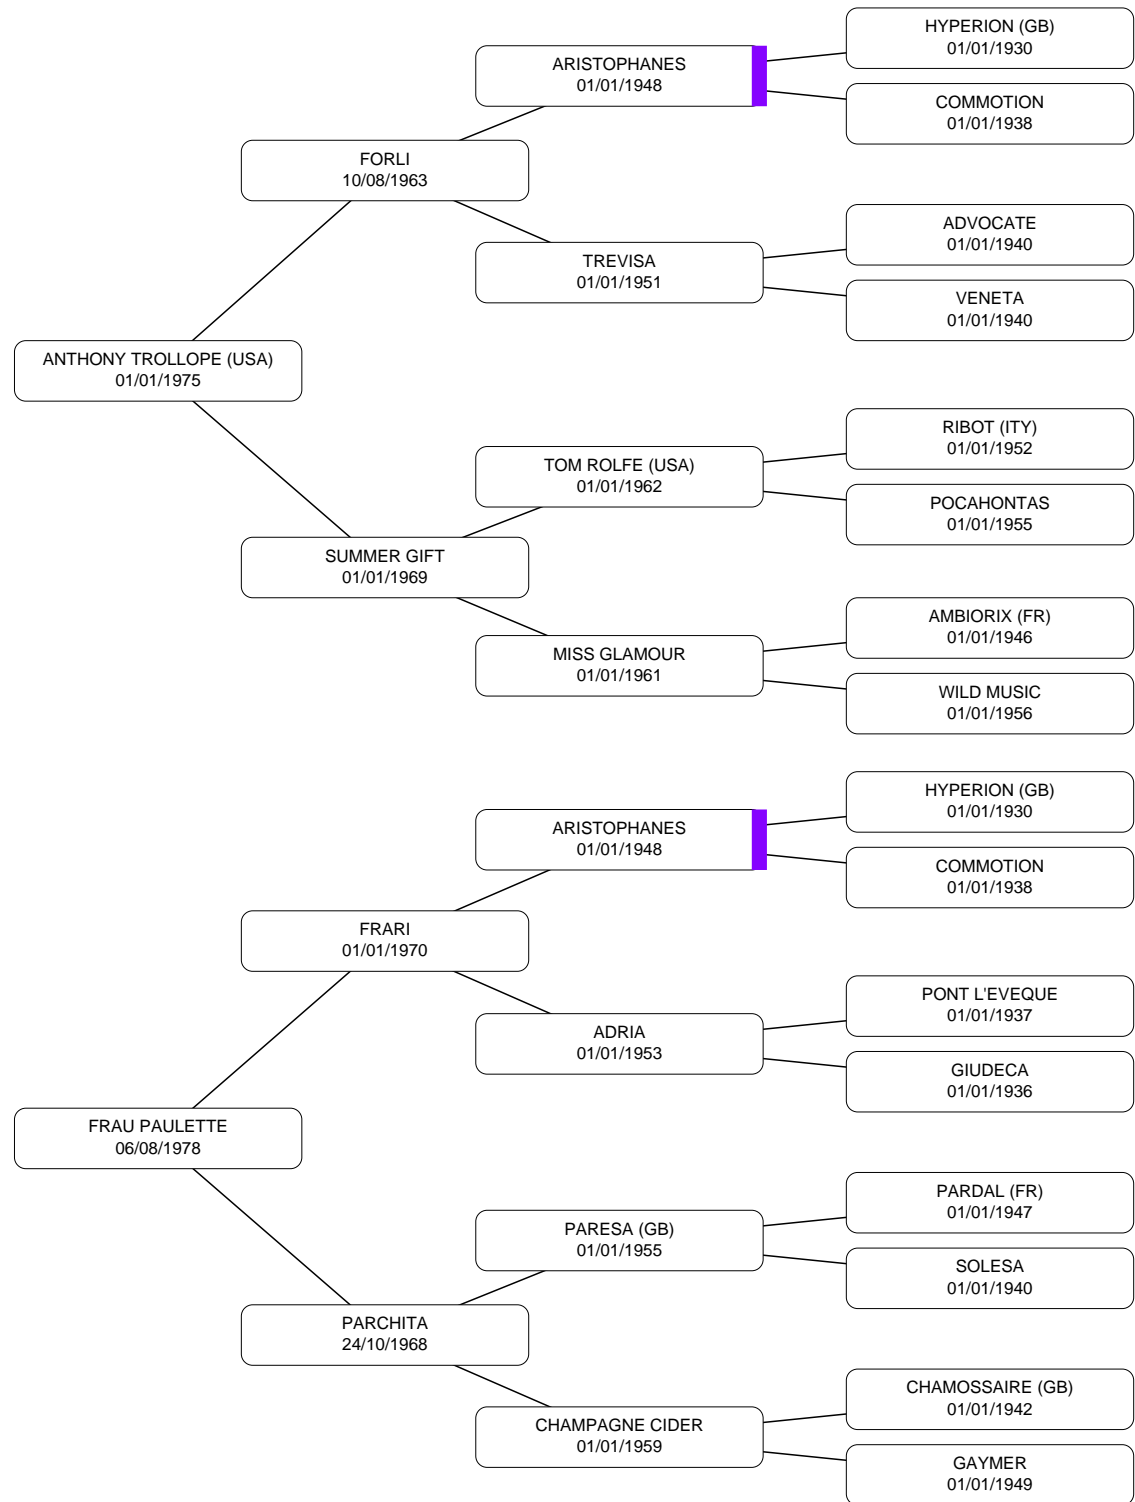 HYPERION (GB)
01/01/1930
ARISTOPHANES
01/01/1948
COMMOTION
01/01/1938
FORLI
10/08/1963
ADVOCATE
01/01/1940
TREVISA
01/01/1951
VENETA
01/01/1940
ANTHONY TROLLOPE (USA)
01/01/1975
RIBOT (ITY)
01/01/1952
TOM ROLFE (USA)
01/01/1962
POCAHONTAS
01/01/1955
SUMMER GIFT
01/01/1969
AMBIORIX (FR)
01/01/1946
MISS GLAMOUR
01/01/1961
WILD MUSIC
01/01/1956
HYPERION (GB)
01/01/1930
ARISTOPHANES
01/01/1948
COMMOTION
01/01/1938
FRARI
01/01/1970
PONT L'EVEQUE
01/01/1937
ADRIA
01/01/1953
GIUDECA
01/01/1936
FRAU PAULETTE
06/08/1978
PARDAL (FR)
01/01/1947
PARESA (GB)
01/01/1955
SOLESA
01/01/1940
PARCHITA
24/10/1968
CHAMOSSAIRE (GB)
01/01/1942
CHAMPAGNE CIDER
01/01/1959
GAYMER
01/01/1949